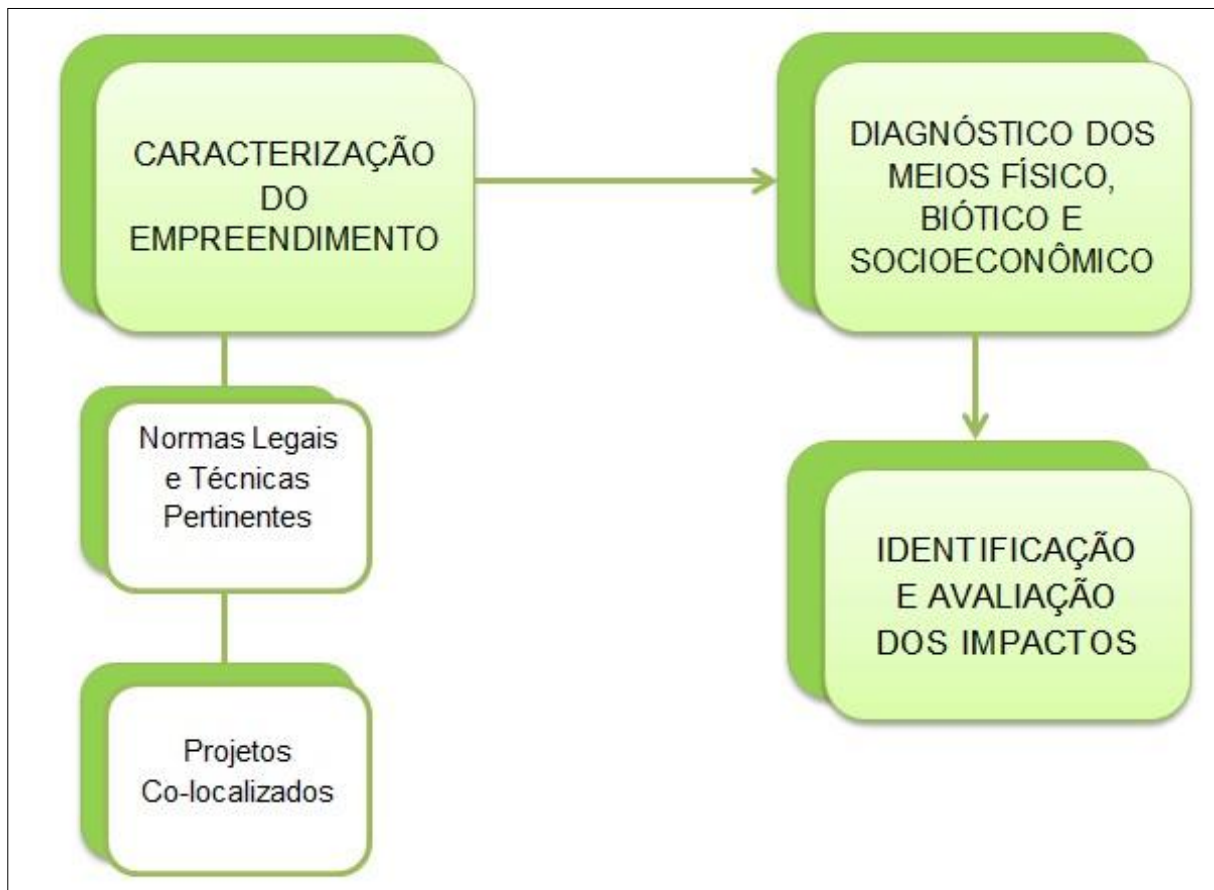 CARACTERIZAÇÃO
DO
EMPREENDIMENTO
DIAGNÓSTICO DOS
MEIOS FÍSICO,
BIÓTICO E
SOCIOECONÔMICO
Normas Legais
e Técnicas
Pertinentes
IDENTIFICAÇÃO
E AVALIAÇÃO
DOS IMPACTOS
Projetos
Co-localizados